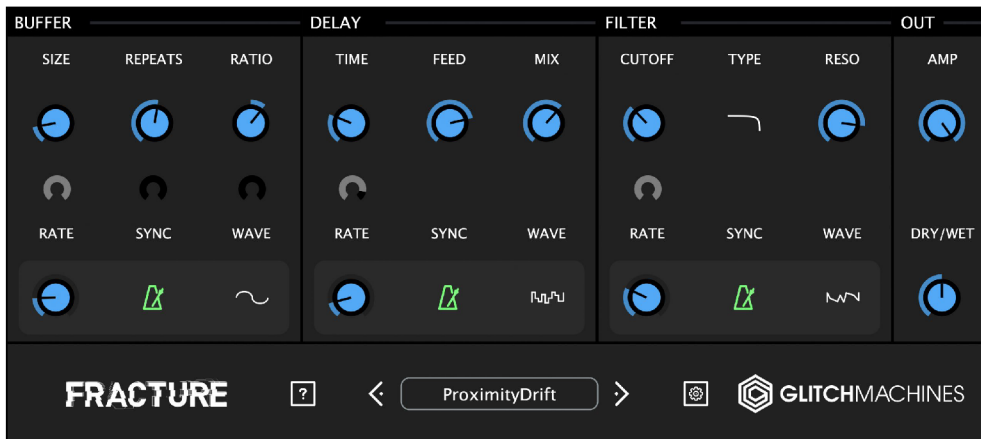 BUFFER DELAY FILTER OUT
SIZE REPEATS RATIO TIME FEED MIX CUTOFF TYPE RESO AMP
RATE SYNC WAVE RATE SYNC WAVE RATE SYNC WAVE DRY/WET
FRACTURE ? ProximityDrift GLITCHMACHINES